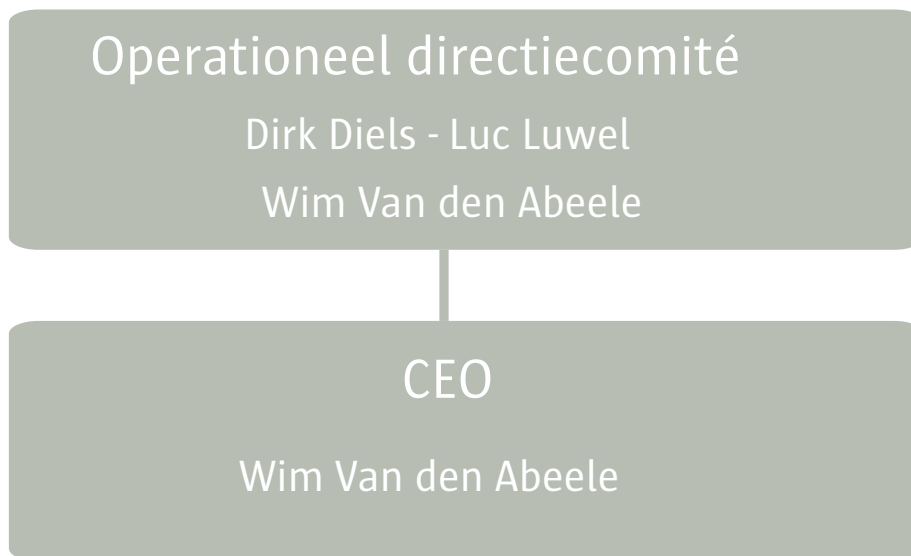 Operationeel directiecomité
Dirk Diels - Luc Luwel
Wim Van den Abeele
CEO
Wim Van den Abeele